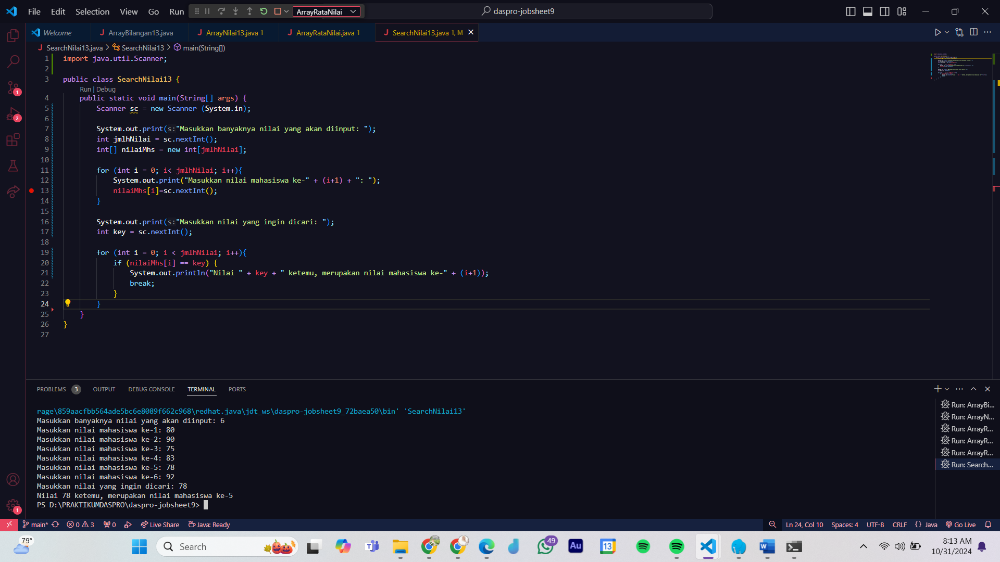 File Edit Selection View Go Run ArrayRataNilai daspro-jobsheet9
Welcome ArrayBilangan13.java ArrayNilai13.java 1 ArrayRataNilai.java 1 SearchNilai13.java 1, M
SearchNilai13.java > SearchNilai13 > main(String[])
1 import java.util.Scanner;
2
3 public class SearchNilai13 {
Run | Debug
4 public static void main(String[] args) {
5 Scanner sc = new Scanner (System.in);
6
7 System.out.print(s:"Masukkan banyaknya nilai yang akan diinput: ");
8 int jmlhNilai = sc.nextInt();
9 int[] nilaiMhs = new int[jmlhNilai];
10
11 for (int i = 0; i< jmlhNilai; i++){
12 System.out.print("Masukkan nilai mahasiswa ke-" + (i+1) + ": ");
13 nilaiMhs[i]=sc.nextInt();
14 }
15
16 System.out.print(s:"Masukkan nilai yang ingin dicari: ");
17 int key = sc.nextInt();
18
19 for (int i = 0; i < jmlhNilai; i++){
20 if (nilaiMhs[i] == key) {
21 System.out.println("Nilai " + key + " ketemu, merupakan nilai mahasiswa ke-" + (i+1));
22 break;
23 }
24 }
25 }
26 }
27
1
2
1
PROBLEMS 3 OUTPUT DEBUG CONSOLE TERMINAL PORTS
rage\859aacfbb564ade5bc6e8089f662c968\redhat.java\jdt_ws\daspro-jobsheet9_72baea50\bin' 'SearchNilai13'
Masukkan banyaknya nilai yang akan diinput: 6
Masukkan nilai mahasiswa ke-1: 80
Masukkan nilai mahasiswa ke-2: 90
Masukkan nilai mahasiswa ke-3: 75
Masukkan nilai mahasiswa ke-4: 83
Masukkan nilai mahasiswa ke-5: 78
Masukkan nilai mahasiswa ke-6: 92
Masukkan nilai yang ingin dicari: 78
Nilai 78 ketemu, merupakan nilai mahasiswa ke-5
PS D:\PRAKTIKUMDASPRO\daspro-jobsheet9>
Run: ArrayBi...
Run: ArrayN...
Run: ArrayR...
Run: ArrayR...
Run: ArrayR...
Run: Search...
main* 0 3 0 Live Share Java: Ready Ln 24, Col 10 Spaces: 4 UTF-8 CRLF {} Java Go Live
79° Search 49 Au 13 8:13 AM
10/31/2024